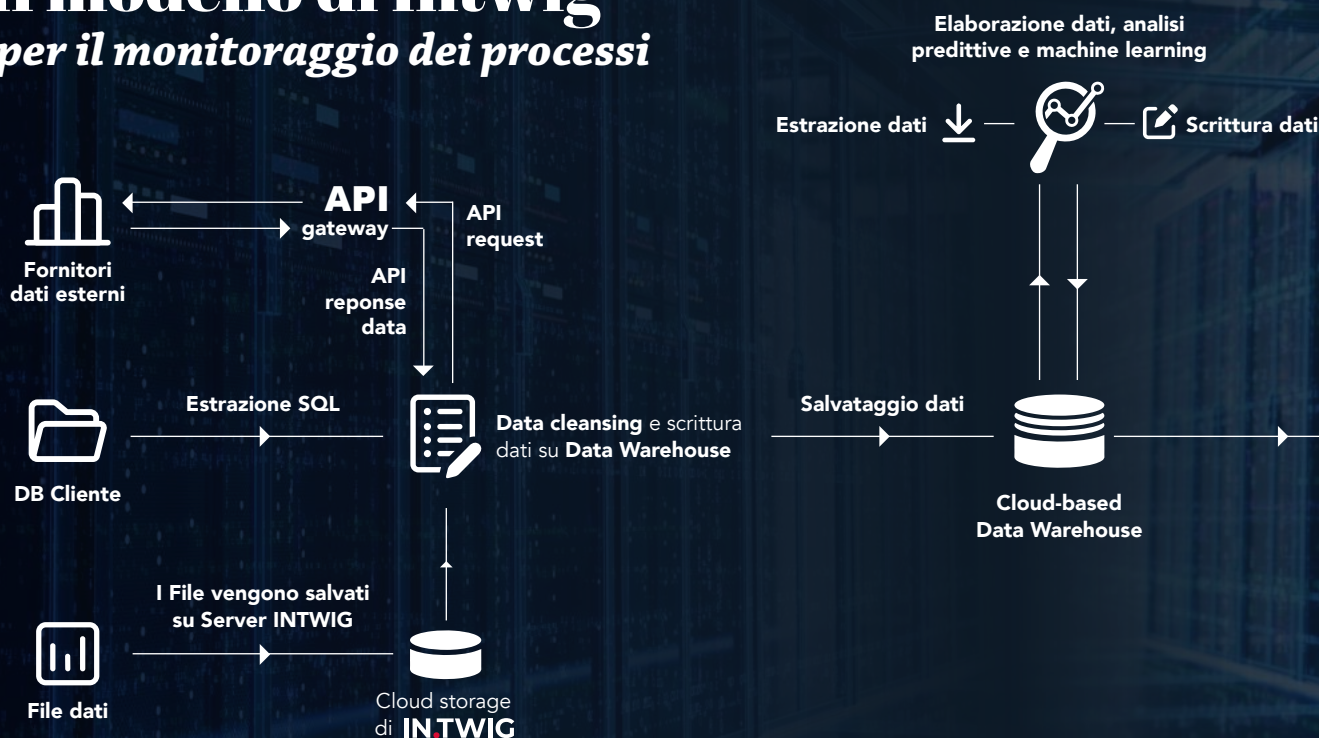 Il modello di Intwig
per il monitoraggio dei processi
Elaborazione dati, analisi
predittive e machine learning
Estrazione dati
Scrittura dati
API
gateway
API
request
API
reponse
data
Fornitori
dati esterni
Estrazione SQL
DB Cliente
Data cleansing e scrittura
dati su Data Warehouse
Salvataggio dati
Cloud-based
Data Warehouse
I File vengono salvati
su Server INTWIG
File dati
Cloud storage
di IN.TWIG